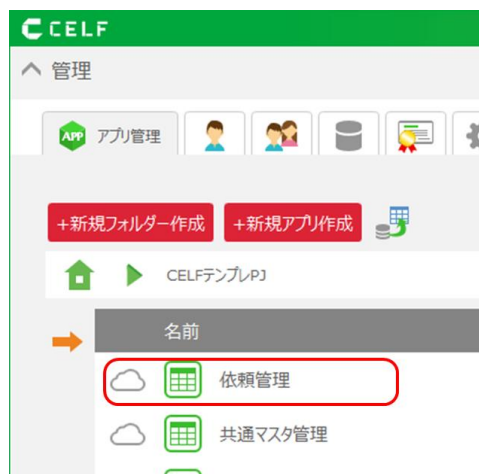 CELF
管理
APP アプリ管理
+新規フォルダー作成 +新規アプリ作成
CELFテンプレPJ
名前
依頼管理
共通マスタ管理